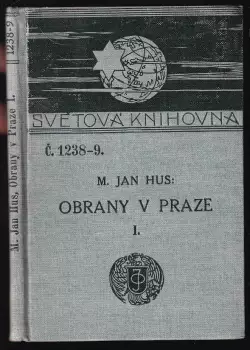 1238-9
M. Jan Hus, Obrany v Praze I.
SVĚTOVÁ KNIHOVNA
Č. 1238-9.
M. JAN HUS:
OBRANY V PRAZE
I.